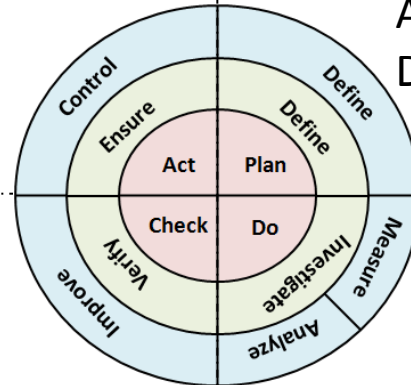 A
D
Control
Define
Ensure
Define
Act
Plan
Check
Do
Verify
Investigate
Measure
Improve
Analyze